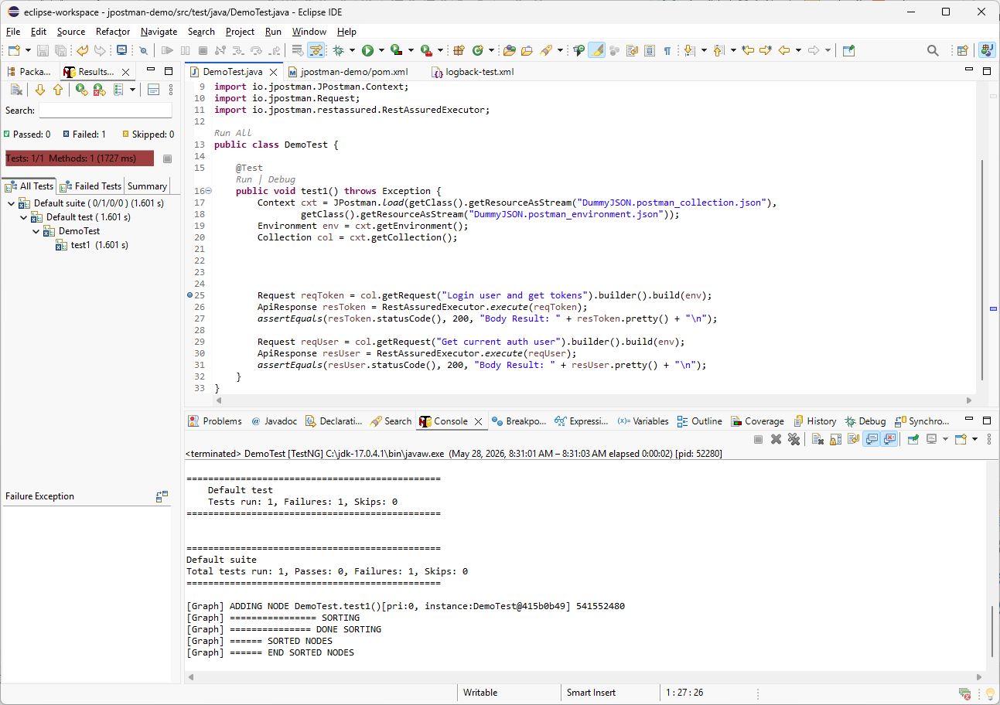 eclipse-workspace - jpostman-demo/src/test/java/DemoTest.java - Eclipse IDE
File Edit Source Refactor Navigate Search Project Run Window Help
Packa... Results...
Search:
Passed: 0 Failed: 1 Skipped: 0
Tests: 1/1 Methods: 1 (1727 ms)
All Tests Failed Tests Summary
Default suite ( 0/1/0/0 ) (1.601 s)
Default test ( 1.601 s)
DemoTest
test1 (1.601 s)
Failure Exception
DemoTest.java jpostman-demo/pom.xml logback-test.xml
9 import io.jpostman.JPostman.Context;
10 import io.jpostman.Request;
11 import io.jpostman.restassured.RestAssuredExecutor;
12
Run All
13 public class DemoTest {
14
15 @Test
Run | Debug
16 public void test1() throws Exception {
17 Context cxt = JPostman.load(getClass().getResourceAsStream("DummyJSON.postman_collection.json"),
18 getClass().getResourceAsStream("DummyJSON.postman_environment.json"));
19 Environment env = cxt.getEnvironment();
20 Collection col = cxt.getCollection();
21
22
23
24
25 Request reqToken = col.getRequest("Login user and get tokens").builder().build(env);
26 ApiResponse resToken = RestAssuredExecutor.execute(reqToken);
27 assertEquals(resToken.statusCode(), 200, "Body Result: " + resToken.pretty() + "\n");
28
29 Request reqUser = col.getRequest("Get current auth user").builder().build(env);
30 ApiResponse resUser = RestAssuredExecutor.execute(reqUser);
31 assertEquals(resUser.statusCode(), 200, "Body Result: " + resUser.pretty() + "\n");
32 }
33 }
Problems @ Javadoc Declarati... Search Console Breakpo... Expressi... (x)= Variables Outline Coverage History Debug Synchro...
<terminated> DemoTest [TestNG] C:\jdk-17.0.4.1\bin\javaw.exe (May 28, 2026, 8:31:01 AM – 8:31:03 AM elapsed 0:00:02) [pid: 52280]
===============================================
Default test
Tests run: 1, Failures: 1, Skips: 0
===============================================
===============================================
Default suite
Total tests run: 1, Passes: 0, Failures: 1, Skips: 0
===============================================
[Graph] ADDING NODE DemoTest.test1()[pri:0, instance:DemoTest@415b0b49] 541552480
[Graph] ================ SORTING
[Graph] =============== DONE SORTING
[Graph] ====== SORTED NODES
[Graph] ====== END SORTED NODES
Writable Smart Insert 1 : 27 : 26